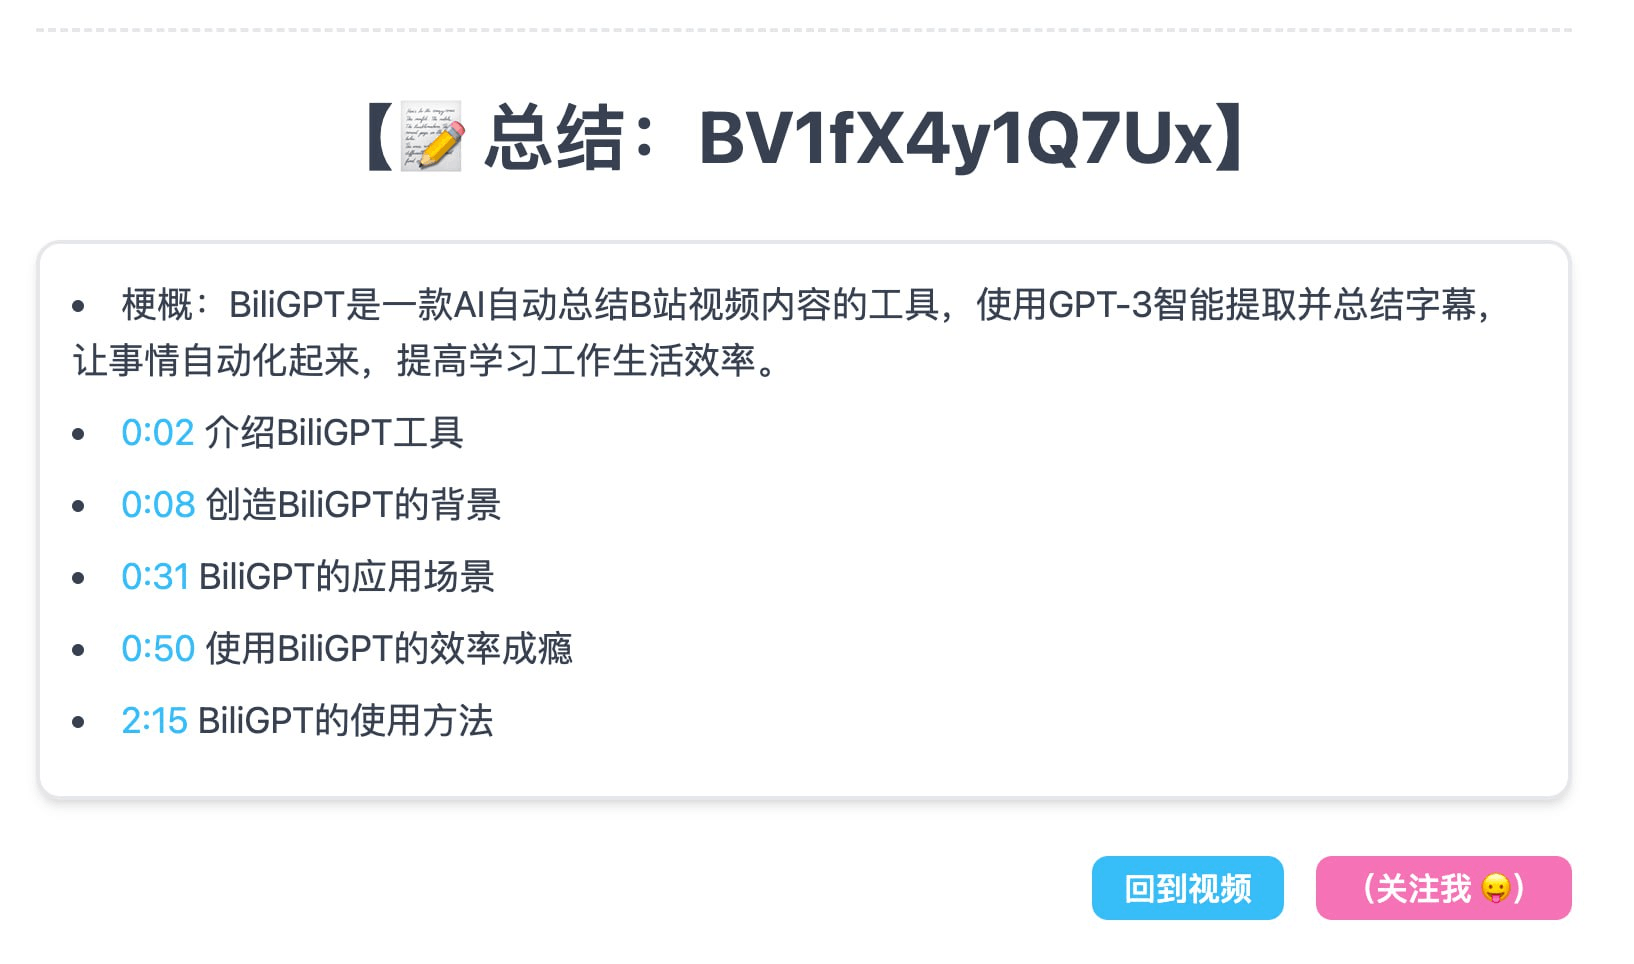 【📝 总结：BV1fX4y1Q7Ux】
• 梗概：BiliGPT是一款AI自动总结B站视频内容的工具，使用GPT-3智能提取并总结字幕，
让事情自动化起来，提高学习工作生活效率。
• 0:02 介绍BiliGPT工具
• 0:08 创造BiliGPT的背景
• 0:31 BiliGPT的应用场景
• 0:50 使用BiliGPT的效率成瘾
• 2:15 BiliGPT的使用方法
回到视频
（关注我 😛）